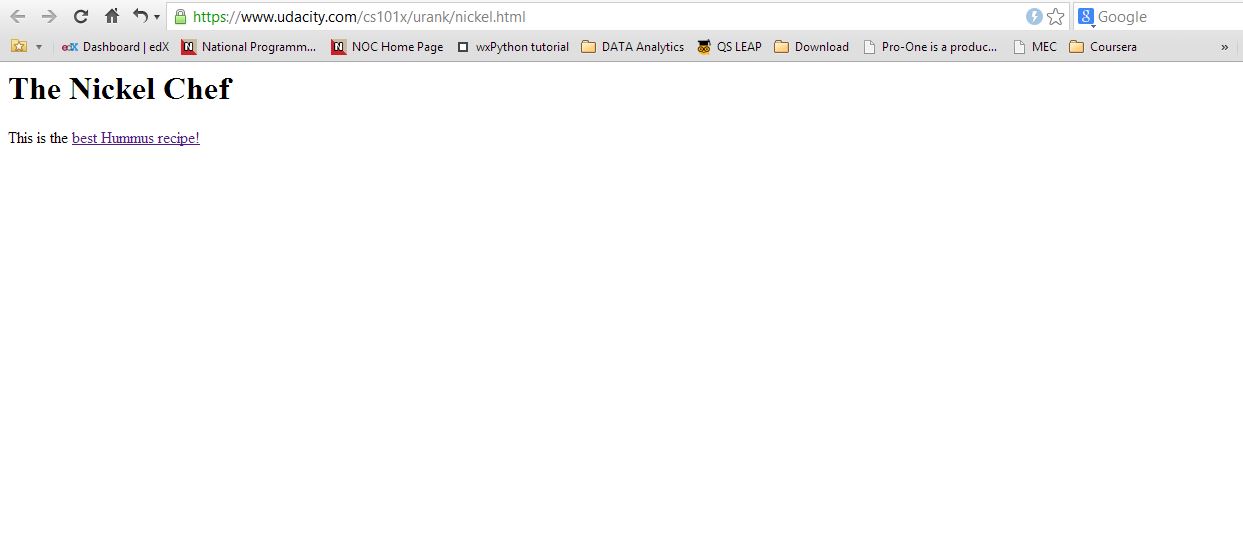 https://www.udacity.com/cs101x/urank/nickel.html
8 Google
edX Dashboard | edX N National Programm... N NOC Home Page wxPython tutorial DATA Analytics QS LEAP Download Pro-One is a produc... MEC Coursera »
The Nickel Chef
This is the best Hummus recipe!